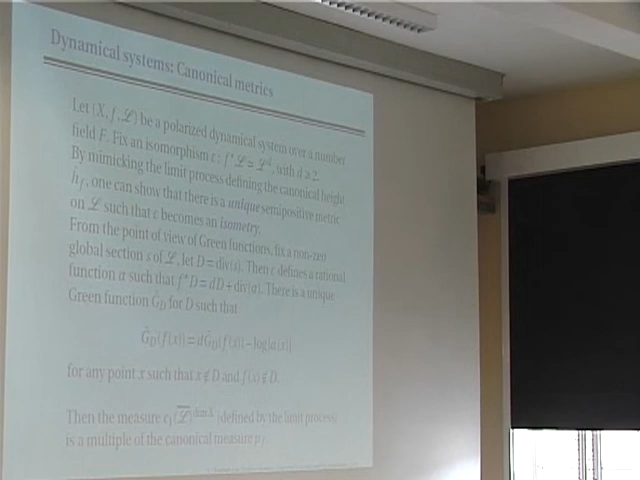 Dynamical systems: Canonical metrics
Let (X, f, ℒ) be a polarized dynamical system over a number
field F. Fix an isomorphism ε: f*ℒ ≃ ℒ^d, with d ⩾ 2.
By mimicking the limit process defining the canonical height
ĥ_f, one can show that there is a unique semipositive metric
on ℒ such that ε becomes an isometry.
From the point of view of Green functions, fix a non-zero
global section s of ℒ, let D = div(s). Then ε defines a rational
function α such that f*D = dD + div(α). There is a unique
Green function Ĝ_D for D such that
Ĝ_D(f(x)) = dĜ_D(f(x)) − log|α(x)|
for any point x such that x ∉ D and f(x) ∉ D.
Then the measure c₁(ℒ̅)^{dim X} (defined by the limit process)
is a multiple of the canonical measure μ_f.